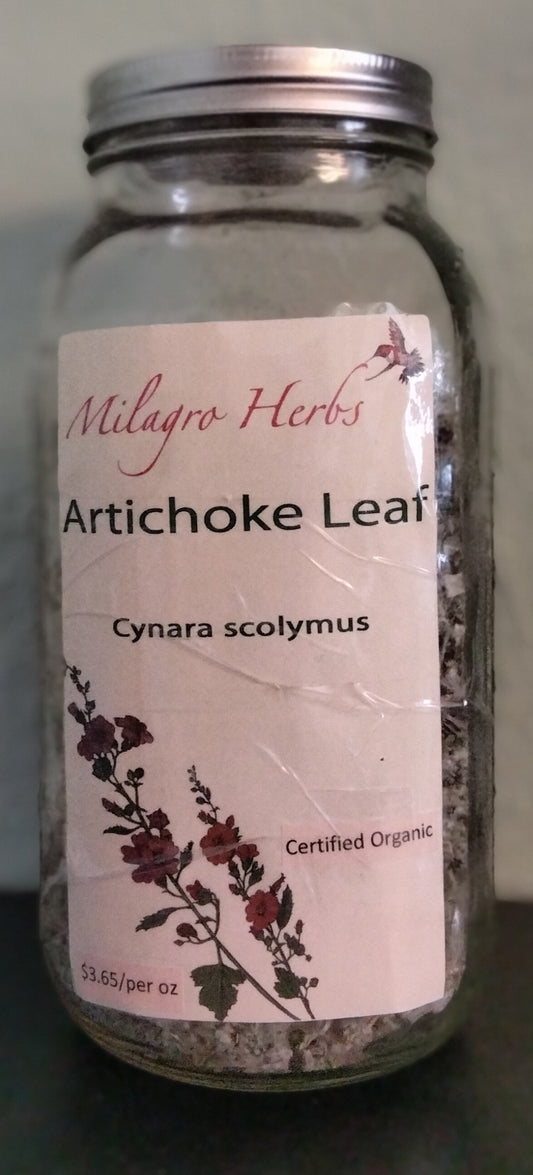 Milagro Herbs
Artichoke Leaf
Cynara scolymus
Certified Organic
$3.65/per oz